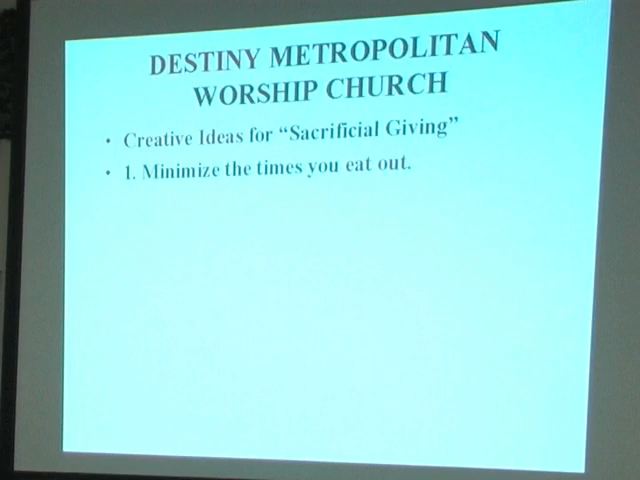 DESTINY METROPOLITAN
WORSHIP CHURCH
• Creative Ideas for “Sacrificial Giving”
• 1. Minimize the times you eat out.